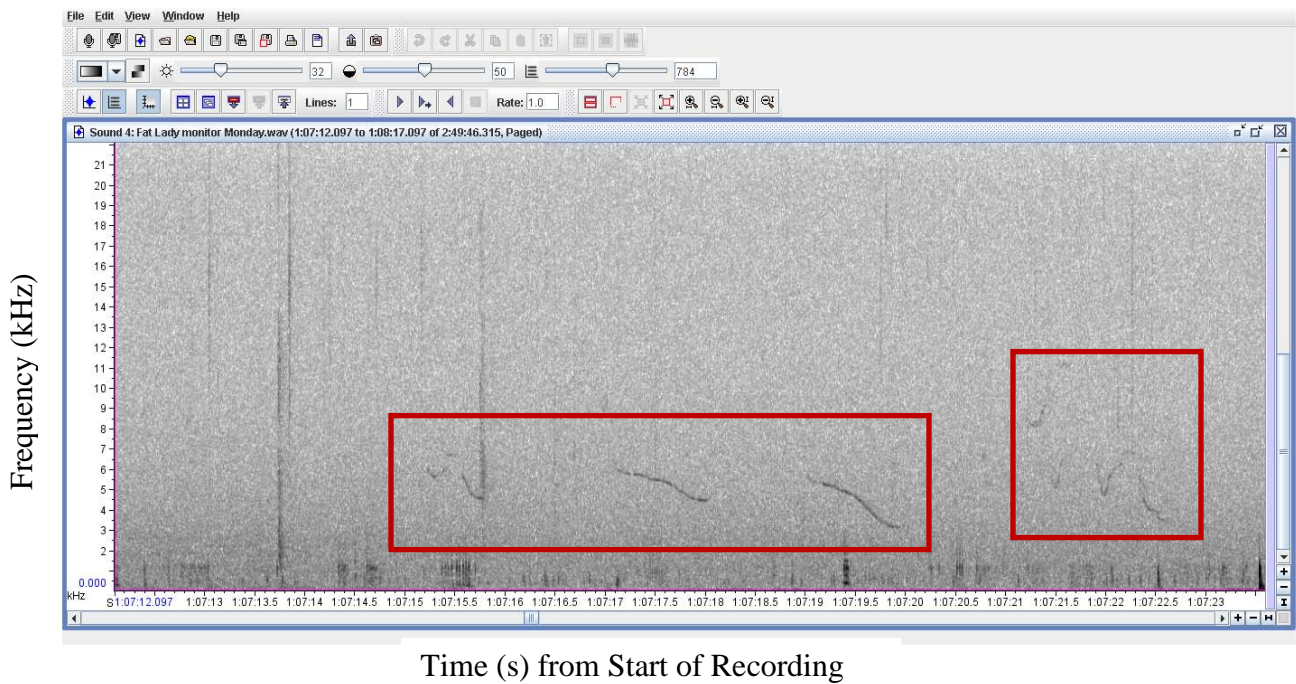 File Edit View Window Help
32 50 784
Lines: 1 Rate: 1.0
Sound 4: Fat Lady monitor Monday.wav (1:07:12.097 to 1:08:17.097 of 2:49:46.315, Paged)
Frequency (kHz)
21
20
19
18
17
16
15
14
13
12
11
10
9
8
7
6
5
4
3
2
0.000
kHz
S1:07:12.097 1:07:13 1:07:13.5 1:07:14 1:07:14.5 1:07:15 1:07:15.5 1:07:16 1:07:16.5 1:07:17 1:07:17.5 1:07:18 1:07:18.5 1:07:19 1:07:19.5 1:07:20 1:07:20.5 1:07:21 1:07:21.5 1:07:22 1:07:22.5 1:07:23
Time (s) from Start of Recording